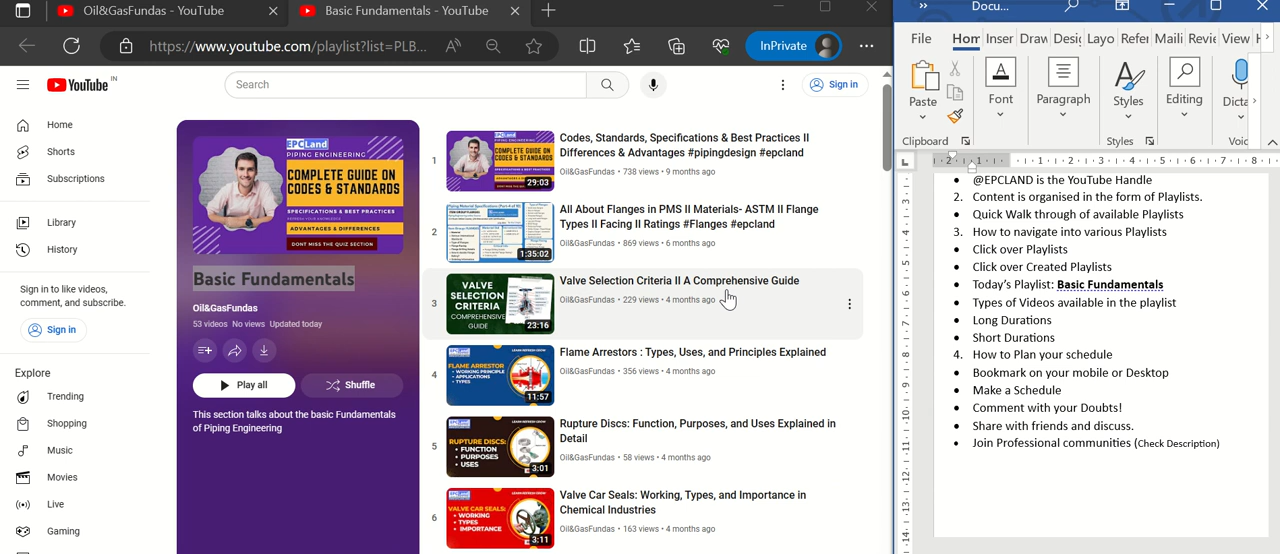 Oil&GasFundas - YouTube
Basic Fundamentals - YouTube
https://www.youtube.com/playlist?list=PLB...
InPrivate
YouTube IN
Search
Sign in
Home
Shorts
Subscriptions
Library
History
Sign in to like videos,
comment, and subscribe.
Sign in
Explore
Trending
Shopping
Music
Movies
Live
Gaming
EPCLand
PIPING ENGINEERING
COMPLETE GUIDE ON
CODES & STANDARDS
SPECIFICATIONS & BEST PRACTICES
ADVANTAGES & DIFFERENCES
DONT MISS THE QUIZ SECTION
Basic Fundamentals
Oil&GasFundas
53 videos No views Updated today
Play all
Shuffle
This section talks about the basic Fundamentals
of Piping Engineering
1
29:03
Codes, Standards, Specifications & Best Practices II
Differences & Advantages #pipingdesign #epcland
Oil&GasFundas • 738 views • 9 months ago
2
1:35:02
All About Flanges in PMS II Materials: ASTM II Flange
Types II Facing II Ratings #Flanges #epcland
Oil&GasFundas • 869 views • 6 months ago
3
VALVE
SELECTION
CRITERIA
COMPREHENSIVE
GUIDE
23:16
Valve Selection Criteria II A Comprehensive Guide
Oil&GasFundas • 229 views • 4 months ago
4
FLAME ARRESTOR
• WORKING PRINCIPLE
• APPLICATIONS
• TYPES
11:57
Flame Arrestors : Types, Uses, and Principles Explained
Oil&GasFundas • 356 views • 4 months ago
5
RUPTURE DISCS:
• FUNCTION
• PURPOSES
• USES
3:01
Rupture Discs: Function, Purposes, and Uses Explained in
Detail
Oil&GasFundas • 58 views • 4 months ago
6
VALVE CAR SEALS:
• WORKING
• TYPES
• IMPORTANCE
3:11
Valve Car Seals: Working, Types, and Importance in
Chemical Industries
Oil&GasFundas • 163 views • 4 months ago
Docu...
File Hom Inser Draw Desig Layo Refer Maili Revie View H
Paste
Font
Paragraph
Styles
Editing
Dicta
Clipboard
Styles
Voic
• @EPCLAND is the YouTube Handle
2. Content is organised in the form of Playlists.
• Quick Walk through of available Playlists
3. How to navigate into various Playlists
• Click over Playlists
• Click over Created Playlists
• Today's Playlist: Basic Fundamentals
• Types of Videos available in the playlist
• Long Durations
• Short Durations
4. How to Plan your schedule
• Bookmark on your mobile or Desktop
• Make a Schedule
• Comment with your Doubts!
• Share with friends and discuss.
• Join Professional communities (Check Description)